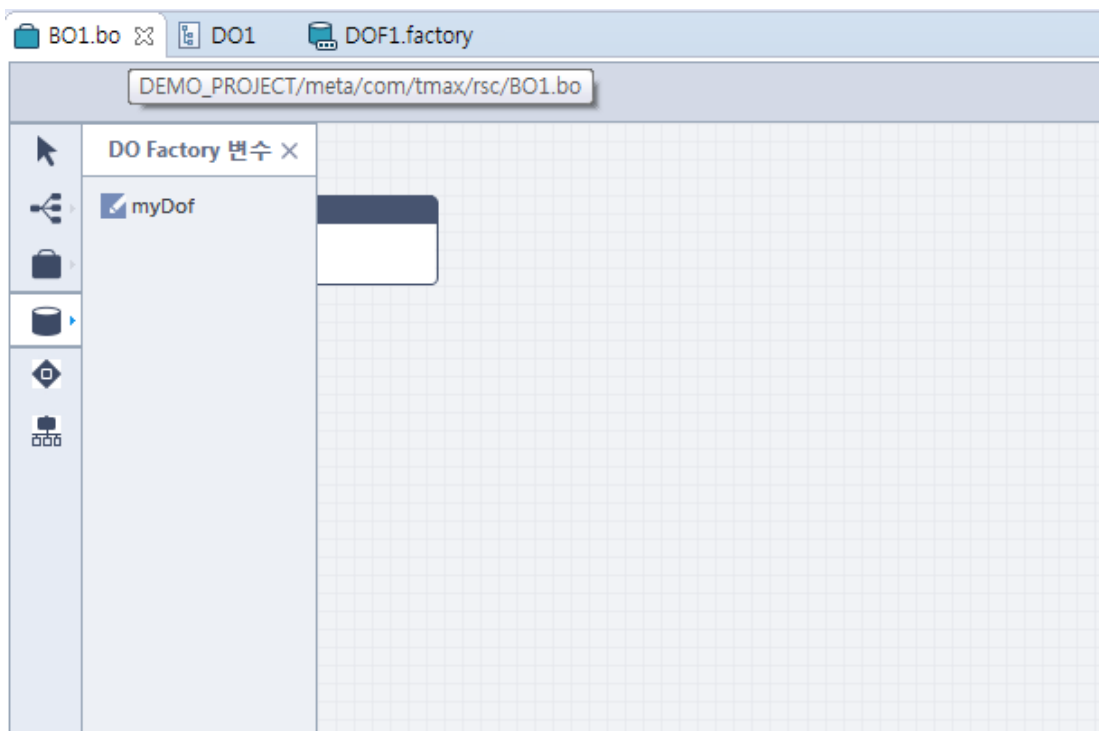 BO1.bo DO1 DOF1.factory
DEMO_PROJECT/meta/com/tmax/rsc/BO1.bo
DO Factory 변수
myDof